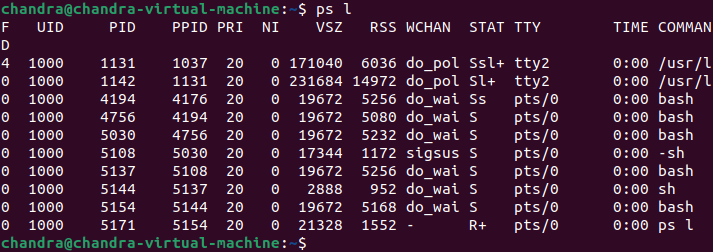 chandra@chandra-virtual-machine:~$ ps l
F   UID     PID    PPID PRI  NI    VSZ   RSS WCHAN  STAT TTY        TIME COMMAN
D
4  1000    1131    1037  20   0 171040  6036 do_pol Ssl+ tty2       0:00 /usr/l
0  1000    1142    1131  20   0 231684 14972 do_pol Sl+  tty2       0:00 /usr/l
0  1000    4194    4176  20   0  19672  5256 do_wai Ss   pts/0      0:00 bash
0  1000    4756    4194  20   0  19672  5080 do_wai S    pts/0      0:00 bash
0  1000    5030    4756  20   0  19672  5232 do_wai S    pts/0      0:00 bash
0  1000    5108    5030  20   0  17344  1172 sigsus S    pts/0      0:00 -sh
0  1000    5137    5108  20   0  19672  5256 do_wai S    pts/0      0:00 bash
0  1000    5144    5137  20   0   2888   952 do_wai S    pts/0      0:00 sh
0  1000    5154    5144  20   0  19672  5168 do_wai S    pts/0      0:00 bash
0  1000    5171    5154  20   0  21328  1552 -      R+   pts/0      0:00 ps l
chandra@chandra-virtual-machine:~$